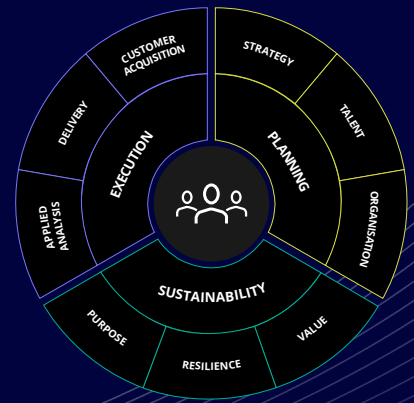 CUSTOMER
ACQUISITION
STRATEGY
DELIVERY
TALENT
EXECUTION
PLANNING
APPLIED
ANALYSIS
ORGANISATION
SUSTAINABILITY
PURPOSE
VALUE
RESILIENCE